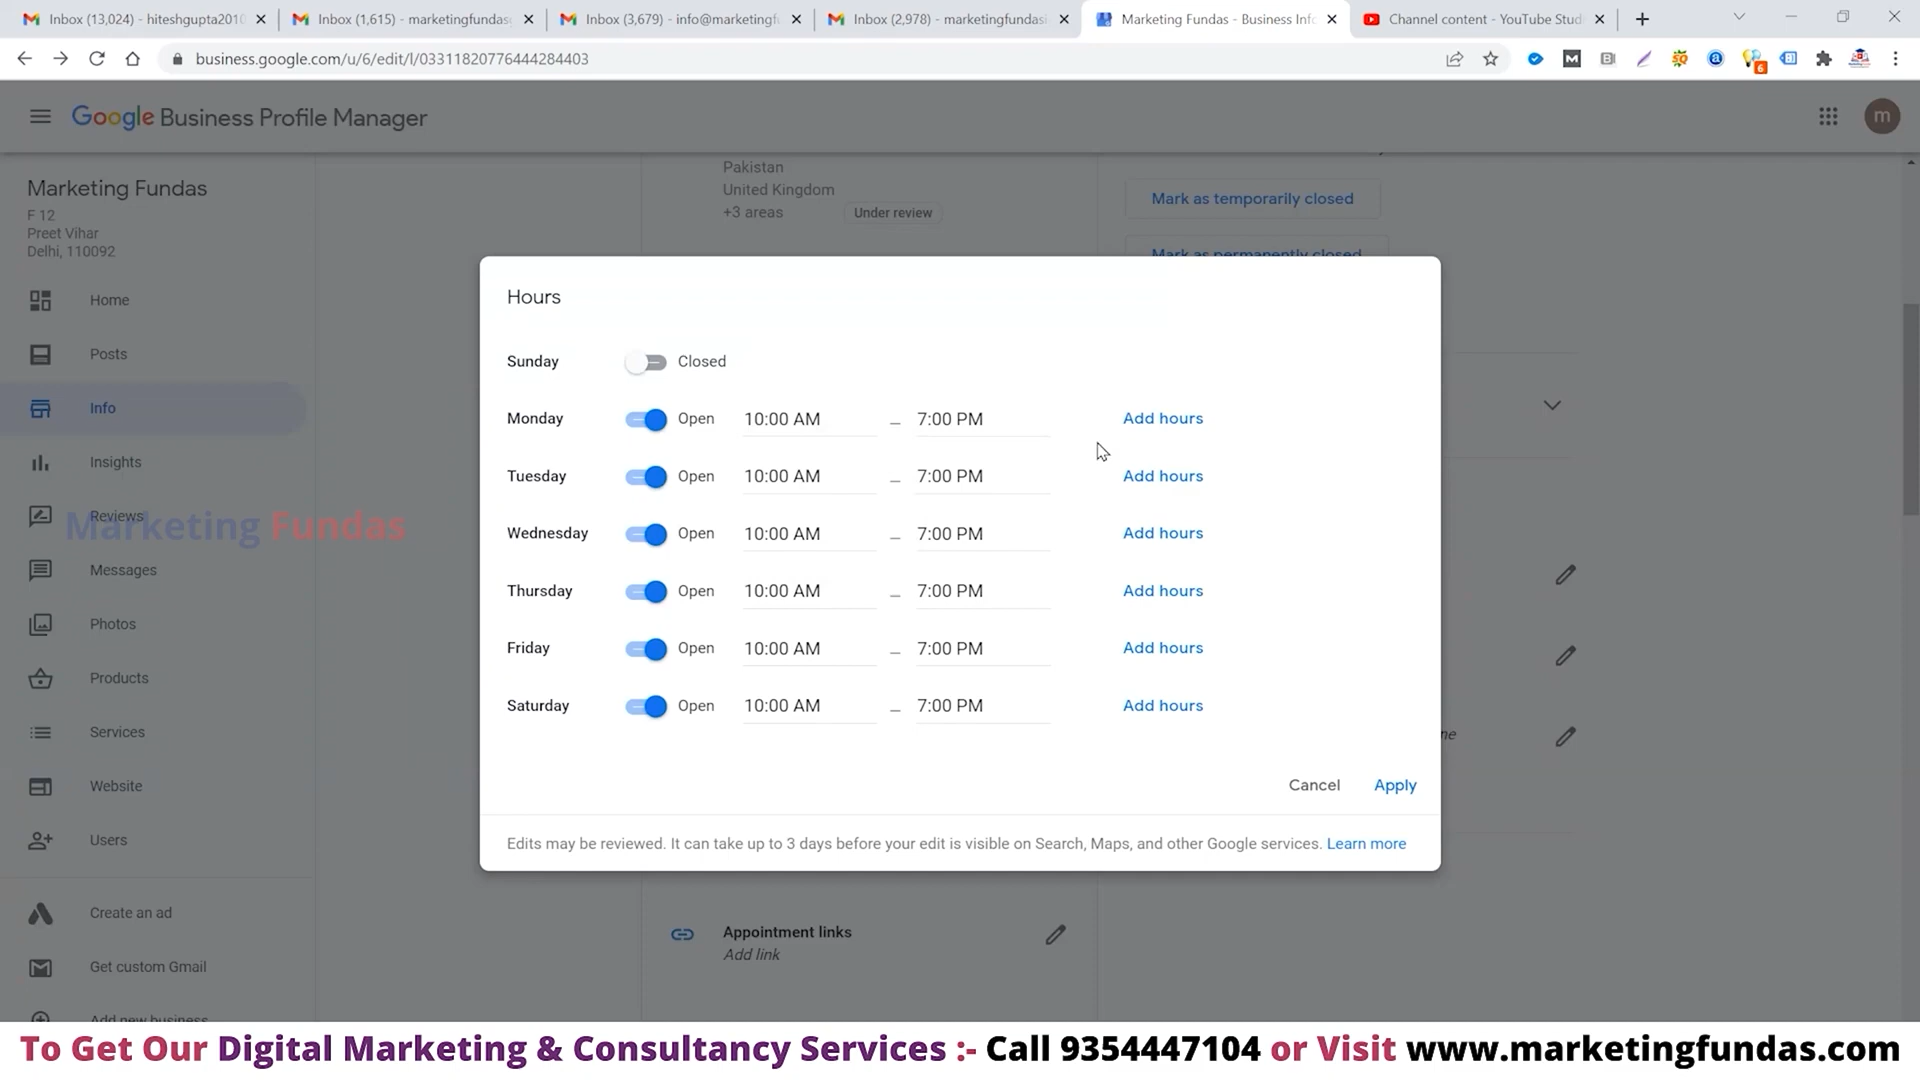 Inbox (13,024) - hiteshgupta2010
Inbox (1,615) - marketingfundas
Inbox (3,679) - info@marketingf
Inbox (2,978) - marketingfundasi
Marketing Fundas - Business Info
Channel content - YouTube Stud
business.google.com/u/6/edit/l/03311820776444284403
6
Google Business Profile Manager
m
Marketing Fundas
F 12
Preet Vihar
Delhi, 110092
Home
Posts
Info
Insights
Reviews
Marketing Fundas
Messages
Photos
Products
Services
Website
Users
Create an ad
Get custom Gmail
Add new business
Pakistan
United Kingdom
+3 areas
Under review
Mark as temporarily closed
Mark as permanently closed
Hours
Sunday Closed
Monday Open 10:00 AM – 7:00 PM Add hours
Tuesday Open 10:00 AM – 7:00 PM Add hours
Wednesday Open 10:00 AM – 7:00 PM Add hours
Thursday Open 10:00 AM – 7:00 PM Add hours
Friday Open 10:00 AM – 7:00 PM Add hours
Saturday Open 10:00 AM – 7:00 PM Add hours
Cancel Apply
Edits may be reviewed. It can take up to 3 days before your edit is visible on Search, Maps, and other Google services. Learn more
Appointment links
Add link
To Get Our Digital Marketing & Consultancy Services :- Call 9354447104 or Visit www.marketingfundas.com